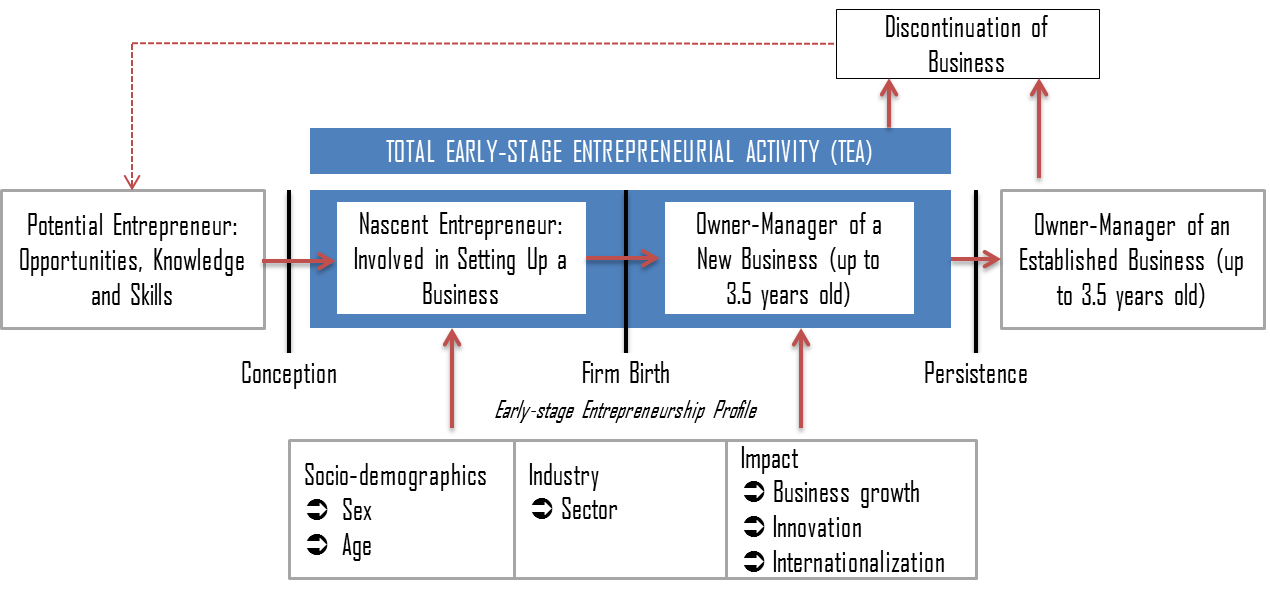 Discontinuation of
Business
TOTAL EARLY-STAGE ENTREPRENEURIAL ACTIVITY (TEA)
Potential Entrepreneur:
Opportunities, Knowledge
and Skills
Nascent Entrepreneur:
Involved in Setting Up a
Business
Owner-Manager of a
New Business (up to
3.5 years old)
Owner-Manager of an
Established Business (up
to 3.5 years old)
Conception
Firm Birth
Persistence
Early-stage Entrepreneurship Profile
Socio-demographics
Sex
Age
Industry
Sector
Impact
Business growth
Innovation
Internationalization